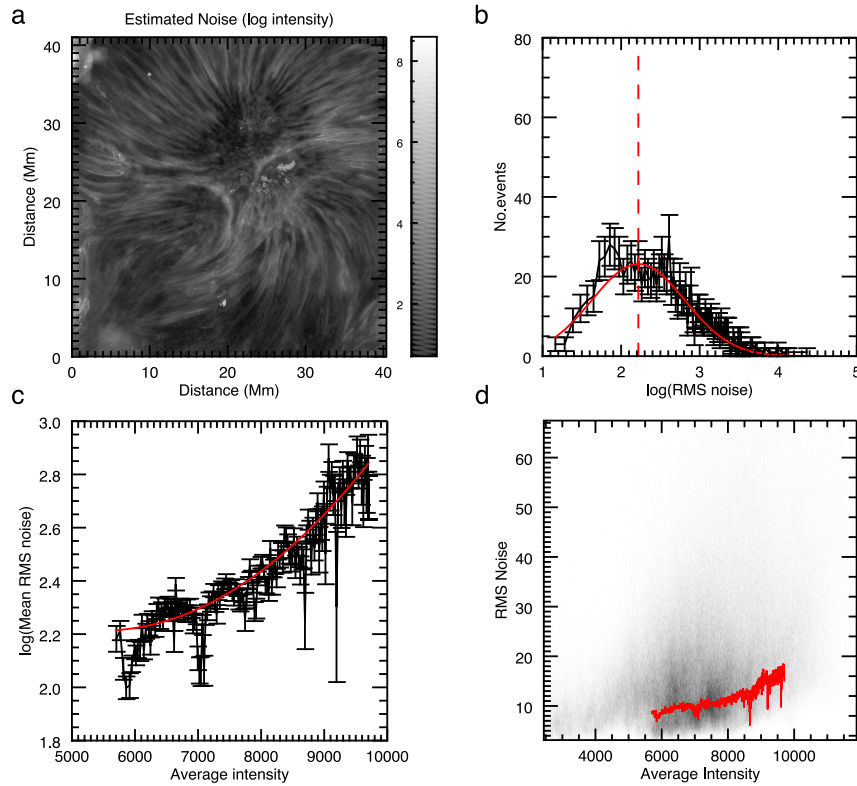 a
Estimated Noise (log intensity)
40
30
20
10
0
Distance (Mm)
0 10 20 30 40
Distance (Mm)
8
6
4
2
b
80
60
40
20
0
No.events
1 2 3 4 5
log(RMS noise)
c
3.0
2.8
2.6
2.4
2.2
2.0
1.8
log(Mean RMS noise)
5000 6000 7000 8000 9000 10000
Average intensity
d
60
50
40
30
20
10
RMS Noise
4000 6000 8000 10000
Average Intensity